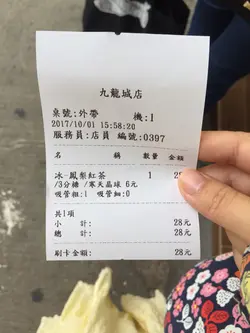 九龍城店
桌號:外帶 機:1
2017/10/01 15:58:20
服務員:店員 編號:0397
名 稱 數量 金額
冰-鳳梨紅茶 1 28
/3分糖 /寒天晶球 6元
吸管粗:1 吸管細:0
共1項
小 計: 28元
總 計: 28元
刷卡金額: 28元